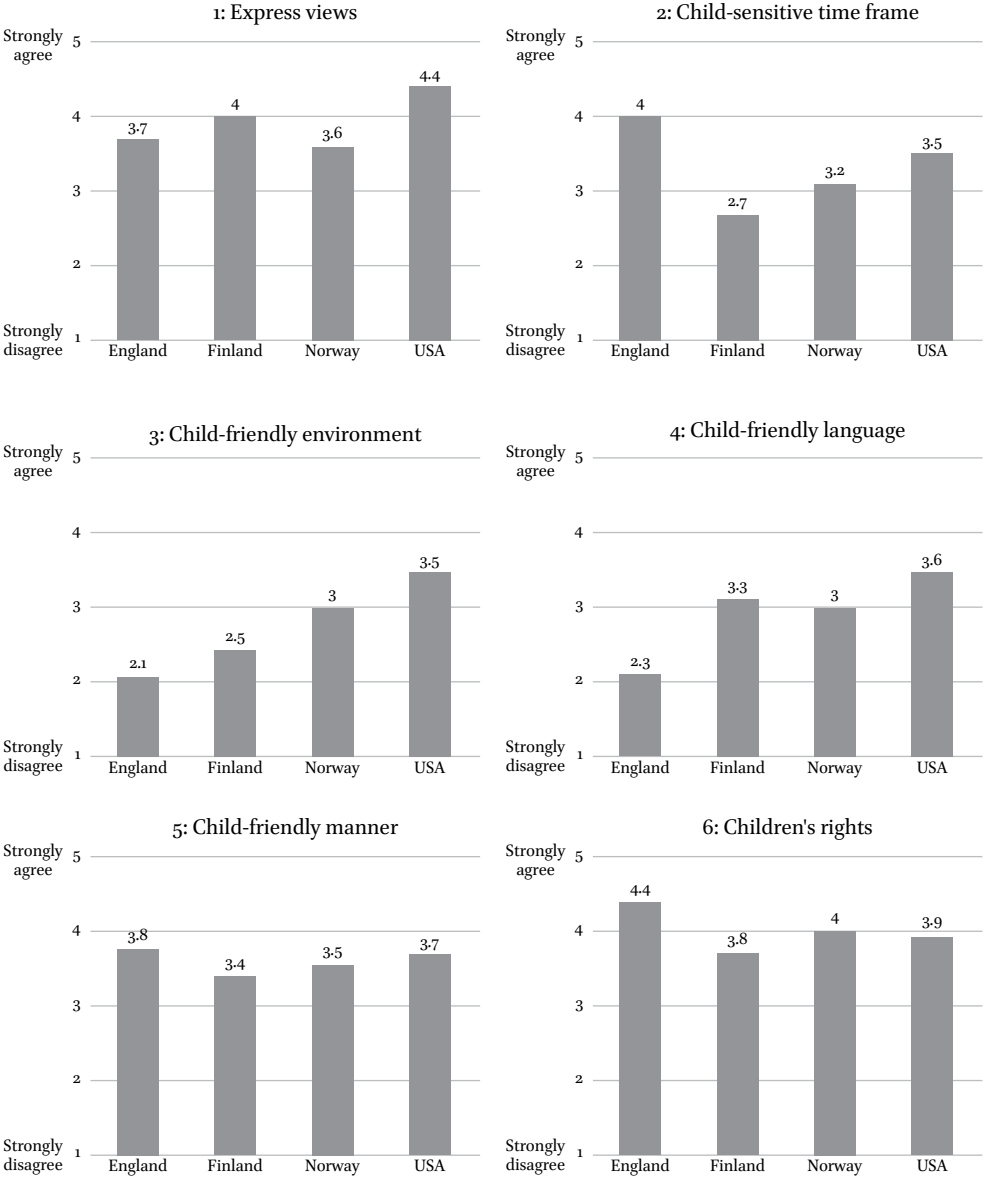 1: Express views
Strongly agree
5
4.4
4
4
3.7
3.6
3
2
Strongly disagree
1
England Finland Norway USA
2: Child-sensitive time frame
Strongly agree
5
4
4
3.5
3.2
3
2.7
2
Strongly disagree
1
England Finland Norway USA
3: Child-friendly environment
Strongly agree
5
4
3.5
3
3
2.5
2.1
2
Strongly disagree
1
England Finland Norway USA
4: Child-friendly language
Strongly agree
5
4
3.6
3.3
3
3
2.3
2
Strongly disagree
1
England Finland Norway USA
5: Child-friendly manner
Strongly agree
5
4
3.8
3.7
3.5
3.4
3
2
Strongly disagree
1
England Finland Norway USA
6: Children's rights
Strongly agree
5
4.4
4
4
3.9
3.8
3
2
Strongly disagree
1
England Finland Norway USA